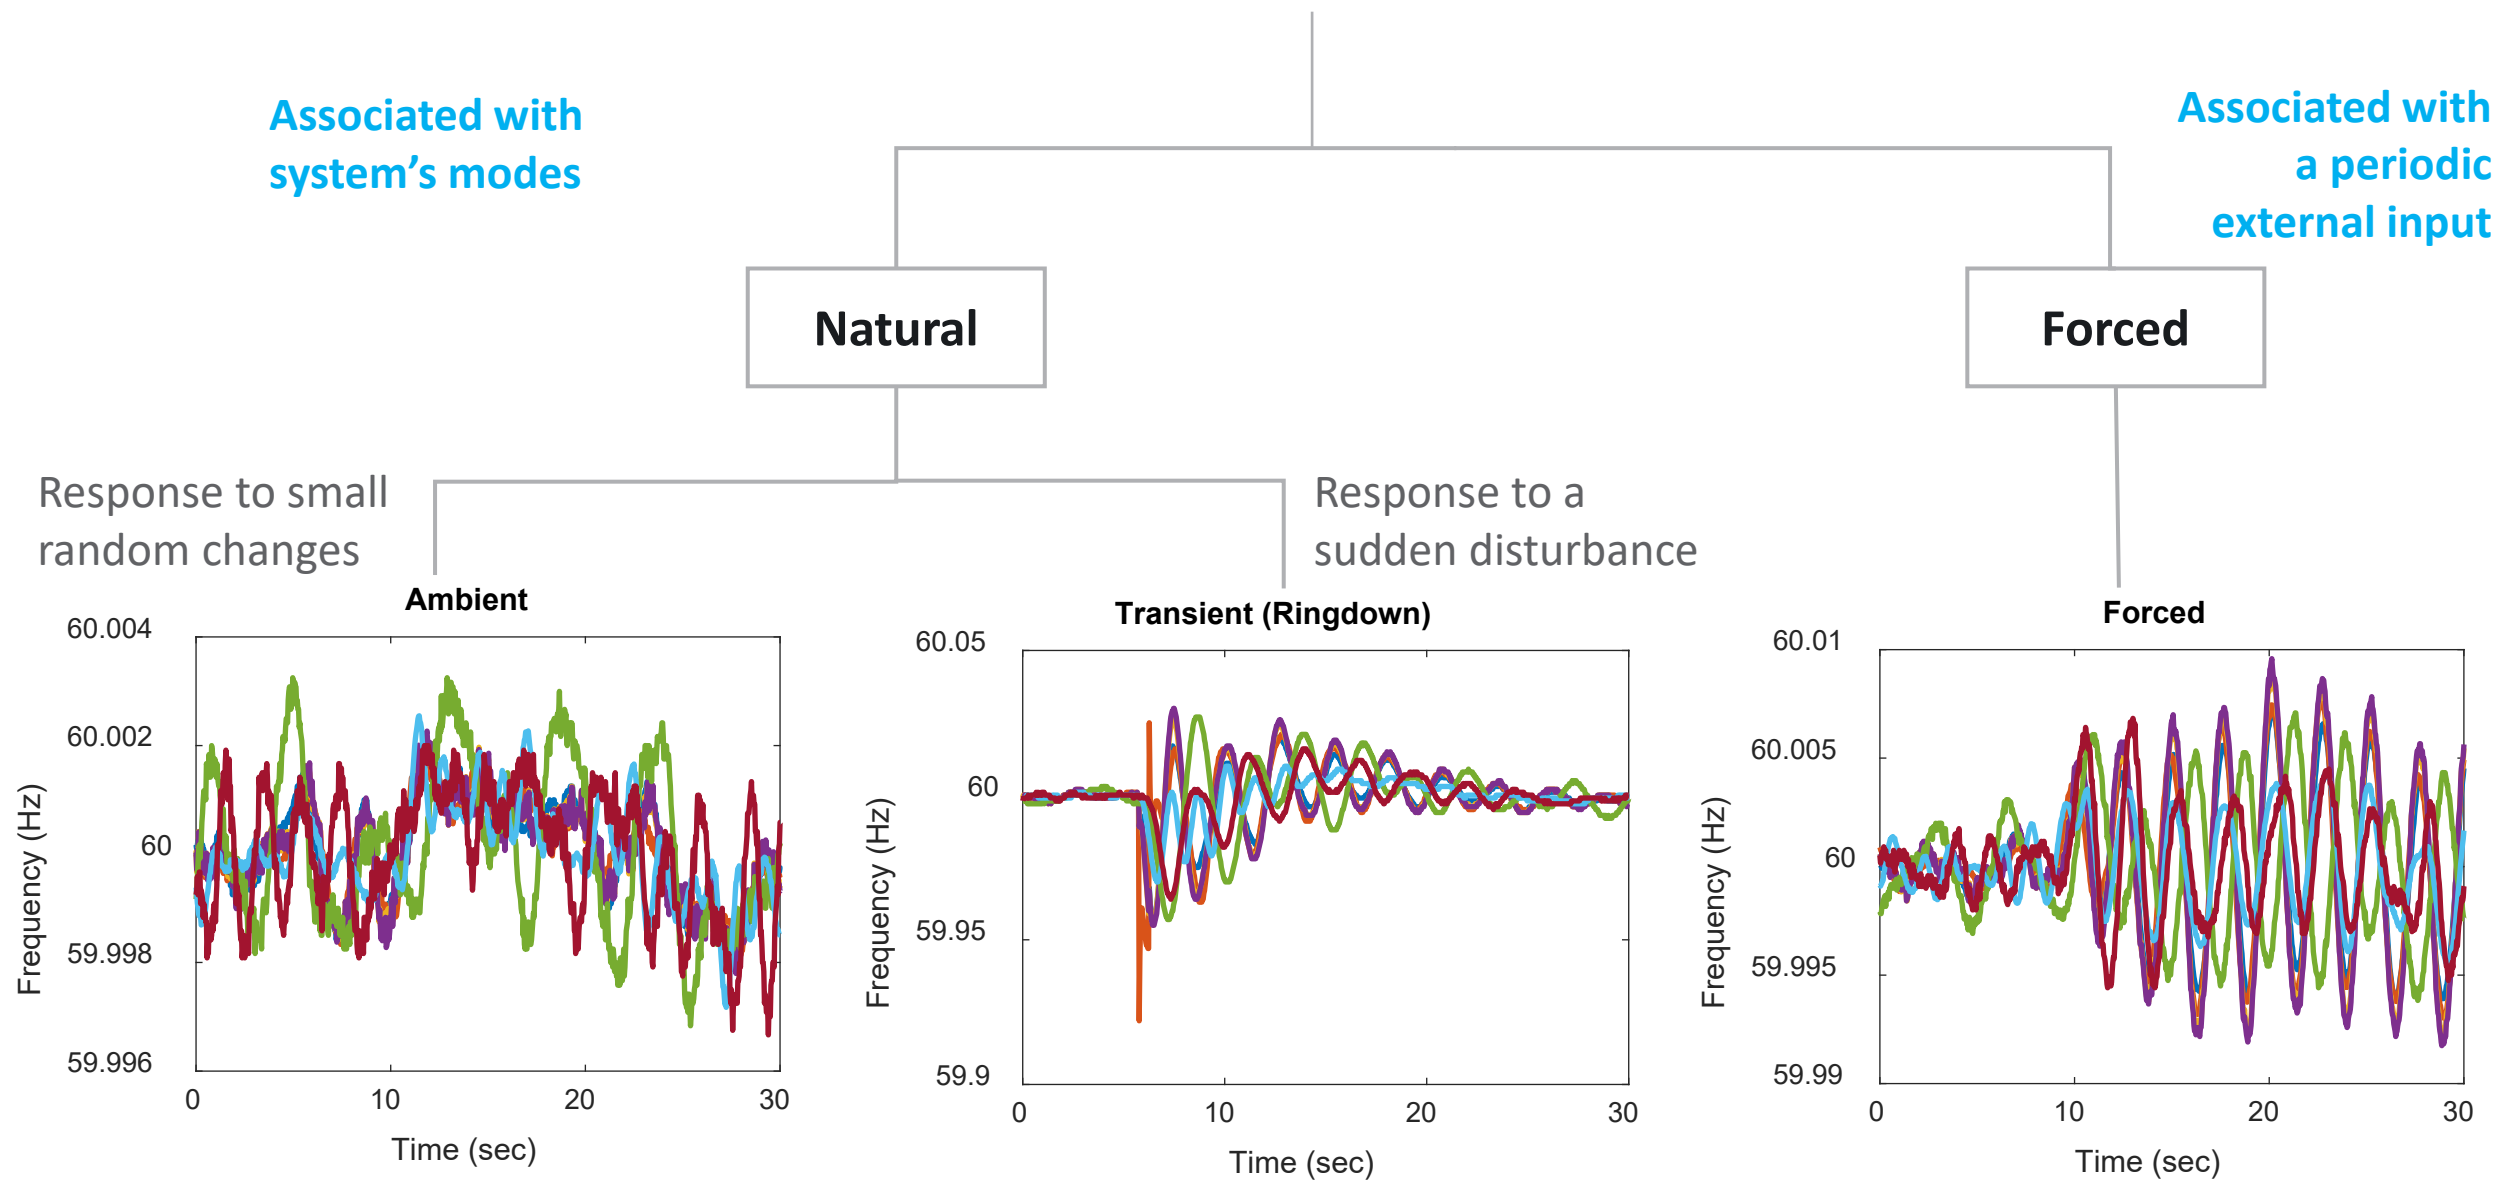 Associated with
system’s modes
Associated with
a periodic
external input
Natural
Forced
Response to small
random changes
Response to a
sudden disturbance
Ambient
60.004
60.002
60
59.998
59.996
0
10
20
30
Frequency (Hz)
Time (sec)
Transient (Ringdown)
60.05
60
59.95
59.9
0
10
20
30
Frequency (Hz)
Time (sec)
Forced
60.01
60.005
60
59.995
59.99
0
10
20
30
Frequency (Hz)
Time (sec)